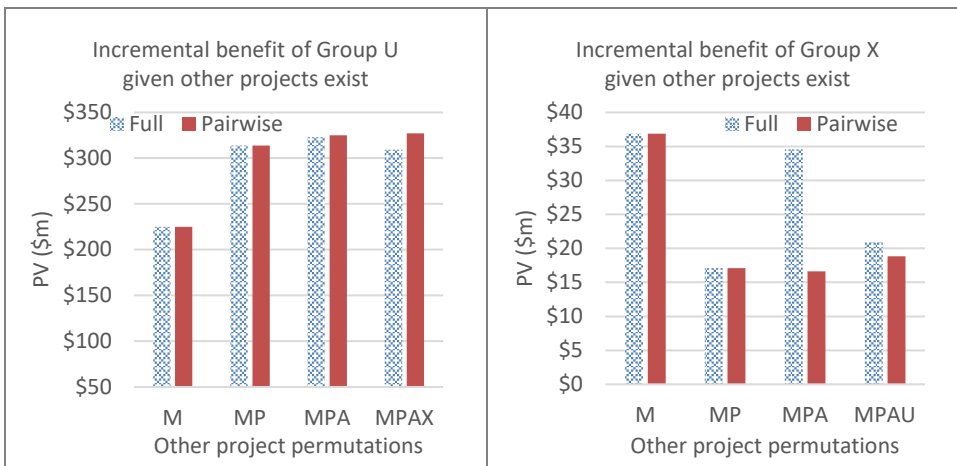 Incremental benefit of Group U
given other projects exist
$350
Full Pairwise
$300
$250
$200
$150
$100
$50
PV ($m)
M MP MPA MPAX
Other project permutations
Incremental benefit of Group X
given other projects exist
$40
Full Pairwise
$35
$30
$25
$20
$15
$10
$5
$0
PV ($m)
M MP MPA MPAU
Other project permutations